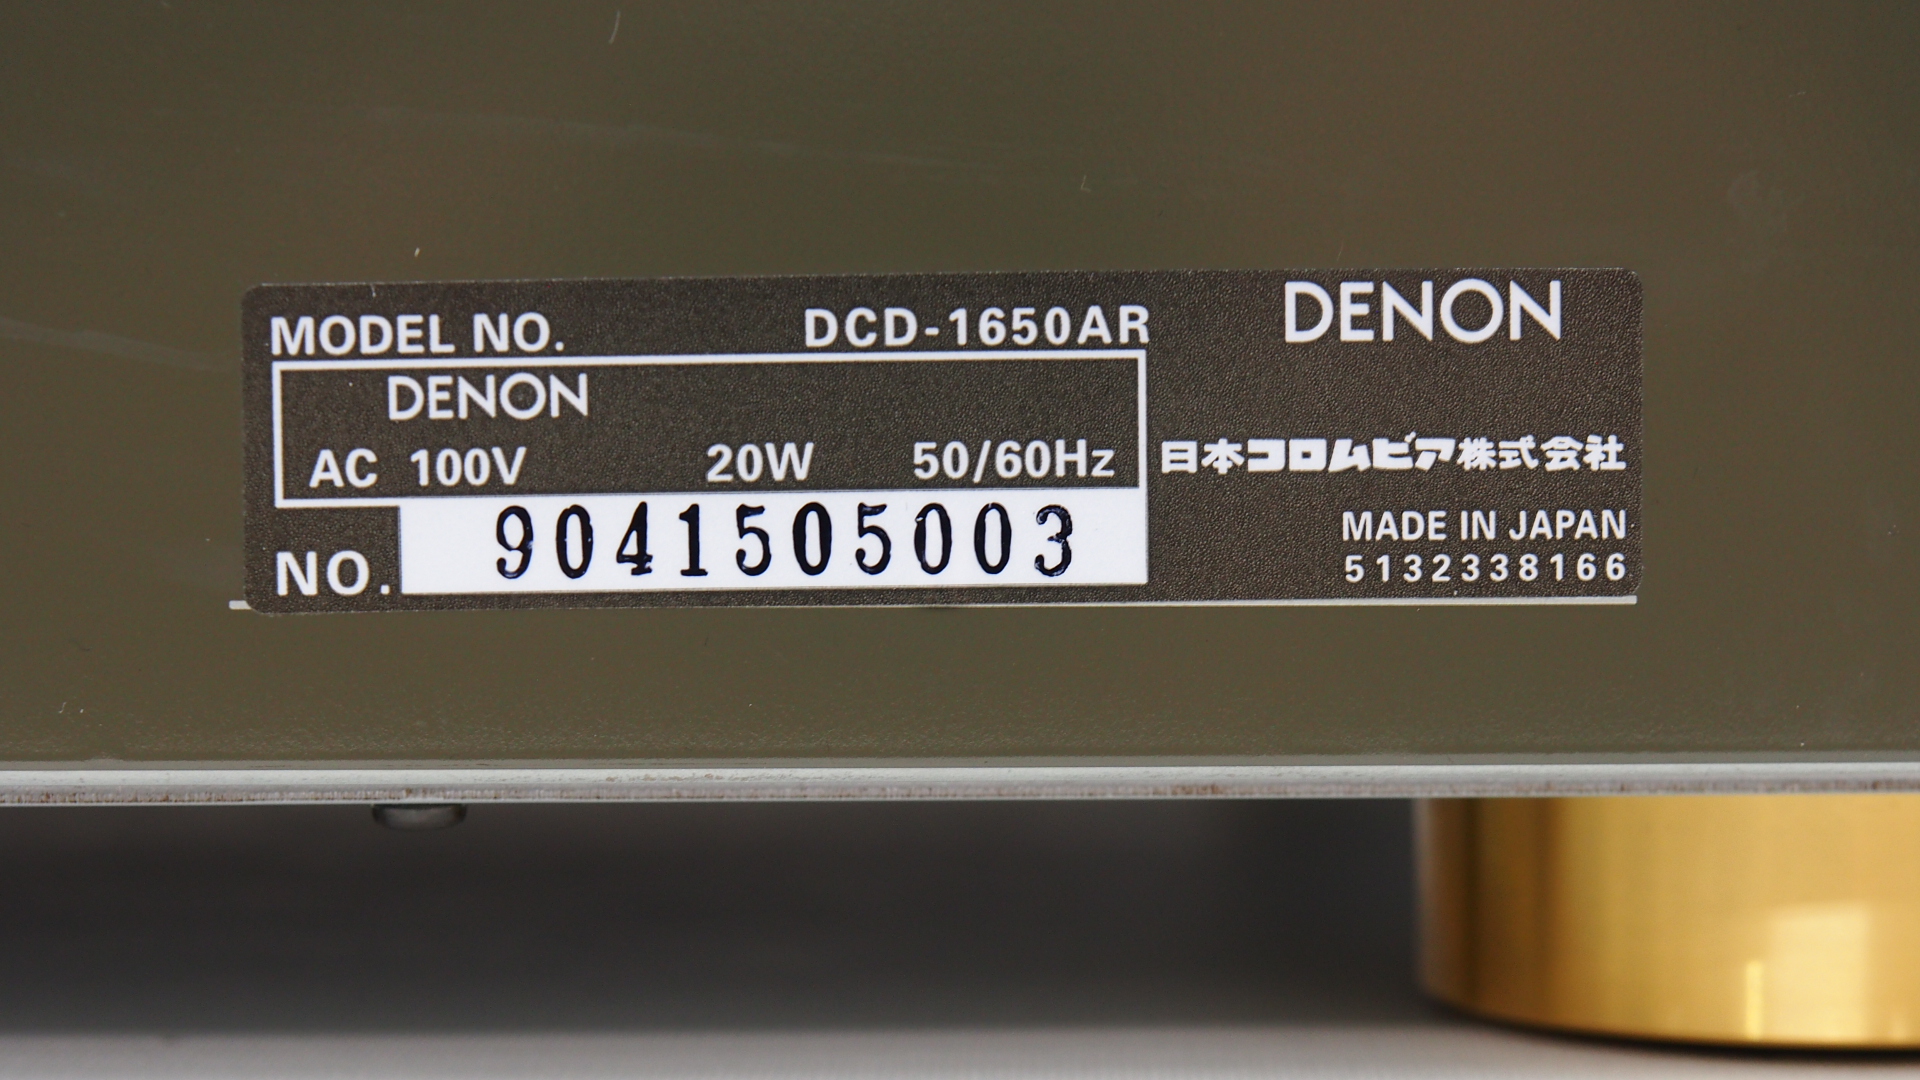 MODEL NO. DCD-1650AR
DENON
AC 100V 20W 50/60Hz
NO. 9041505003
DENON
日本コロムビア株式会社
MADE IN JAPAN
5132338166